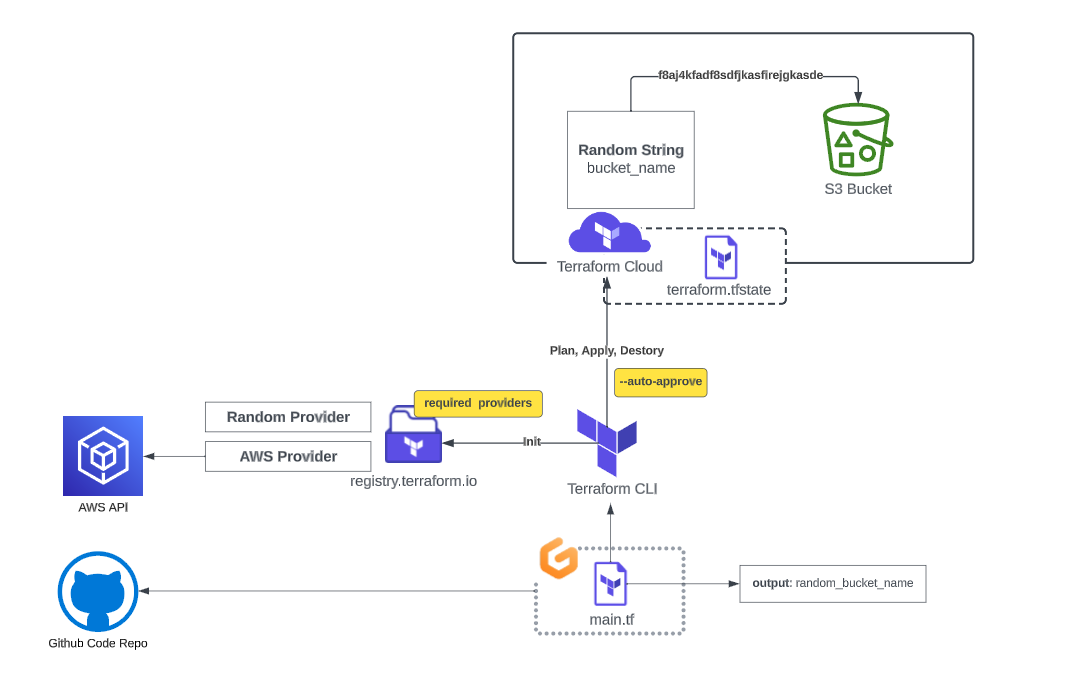 f8aj4kfadf8sdfjkasfirejgkasde
Random String
bucket_name
S3 Bucket
Terraform Cloud
terraform.tfstate
Plan, Apply, Destory
--auto-approve
required providers
Random Provider
AWS Provider
Init
registry.terraform.io
Terraform CLI
AWS API
output: random_bucket_name
main.tf
Github Code Repo